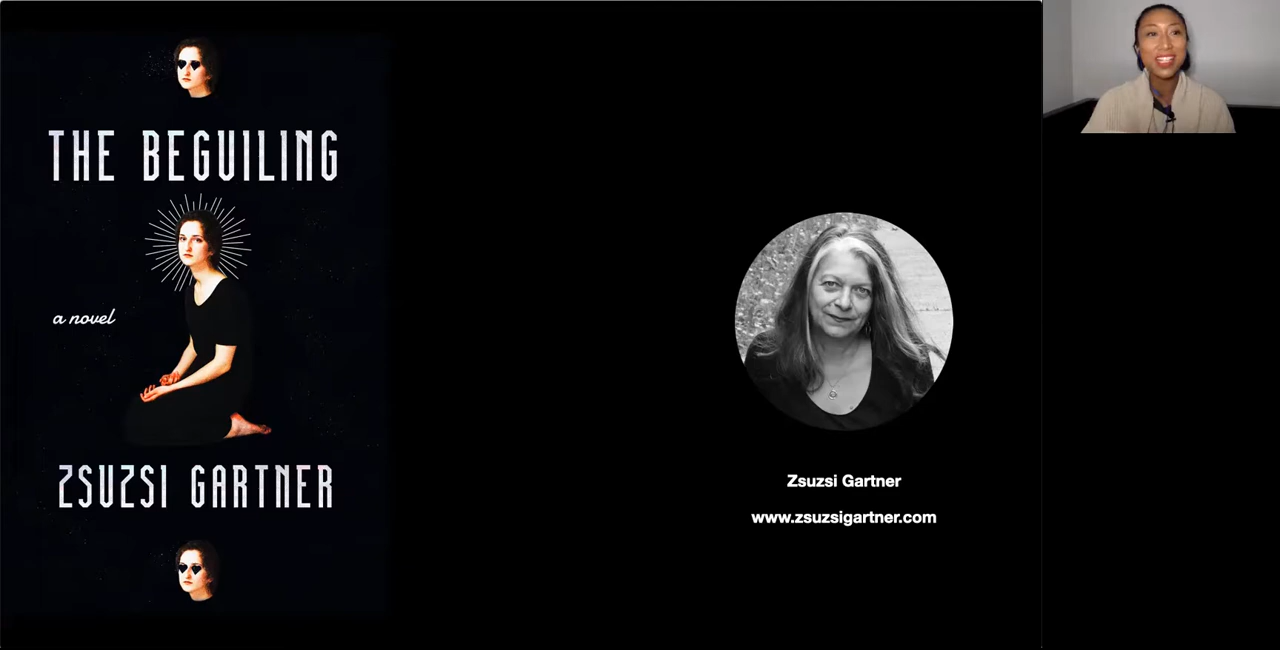 THE BEGUILING
a novel
ZSUZSI GARTNER
Zsuzsi Gartner
www.zsuzsigartner.com